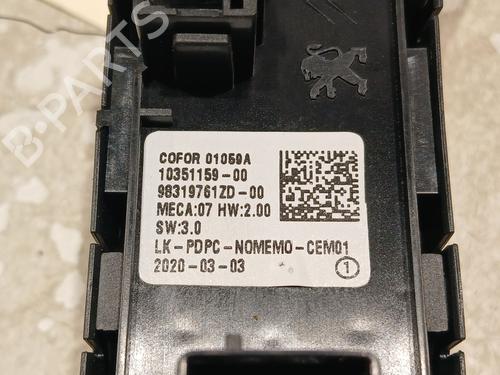 COFOR 01059A
10351159-00
98319761ZD-00
MECA:07 HW:2.00
SW:3.0
LK-PDPC-NOMEMO-CEM01
2020-03-03 1
B-PARTS